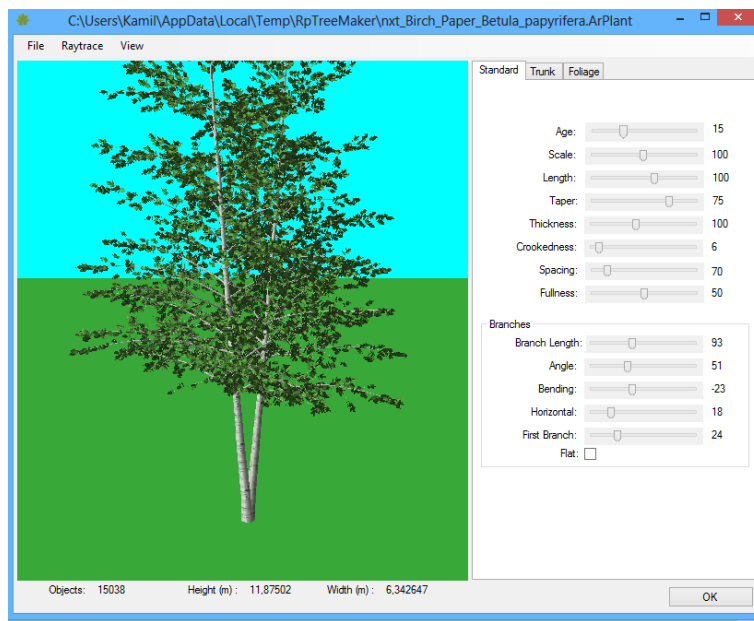 C:\Users\Kamil\AppData\Local\Temp\RpTreeMaker\nxt_Birch_Paper_Betula_papyrifera.ArPlant
File Raytrace View
Standard Trunk Foliage
Age: 15
Scale: 100
Length: 100
Taper: 75
Thickness: 100
Crookedness: 6
Spacing: 70
Fullness: 50
Branches
Branch Length: 93
Angle: 51
Bending: -23
Horizontal: 18
First Branch: 24
Flat:
Objects: 15038 Height (m) : 11,87502 Width (m) : 6,342647
OK